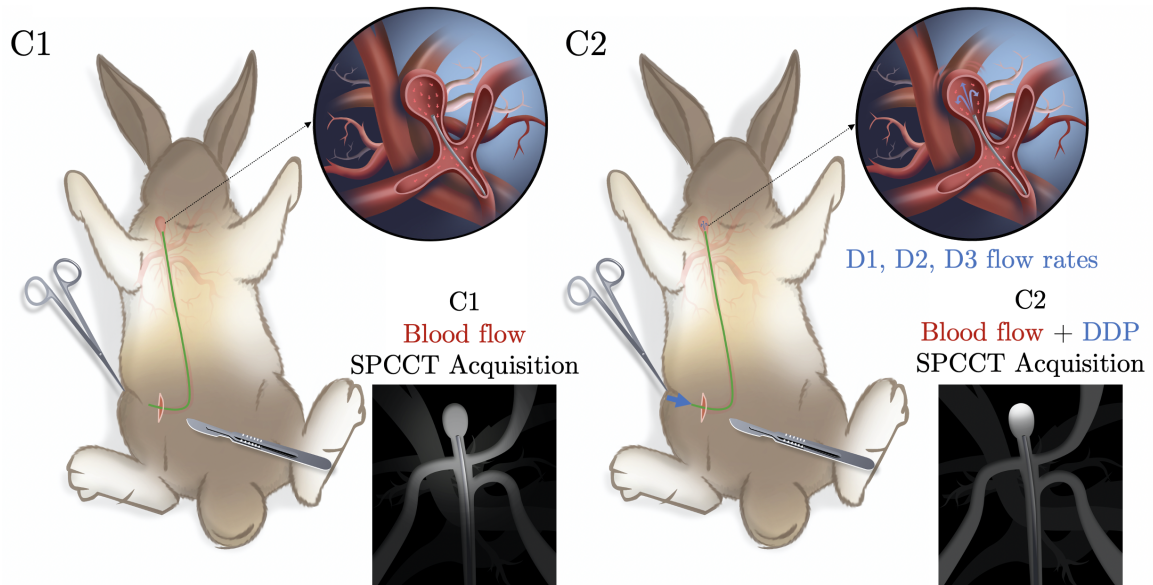 C1
C1
Blood flow
SPCCT Acquisition
C2
D1, D2, D3 flow rates
C2
Blood flow + DDP
SPCCT Acquisition